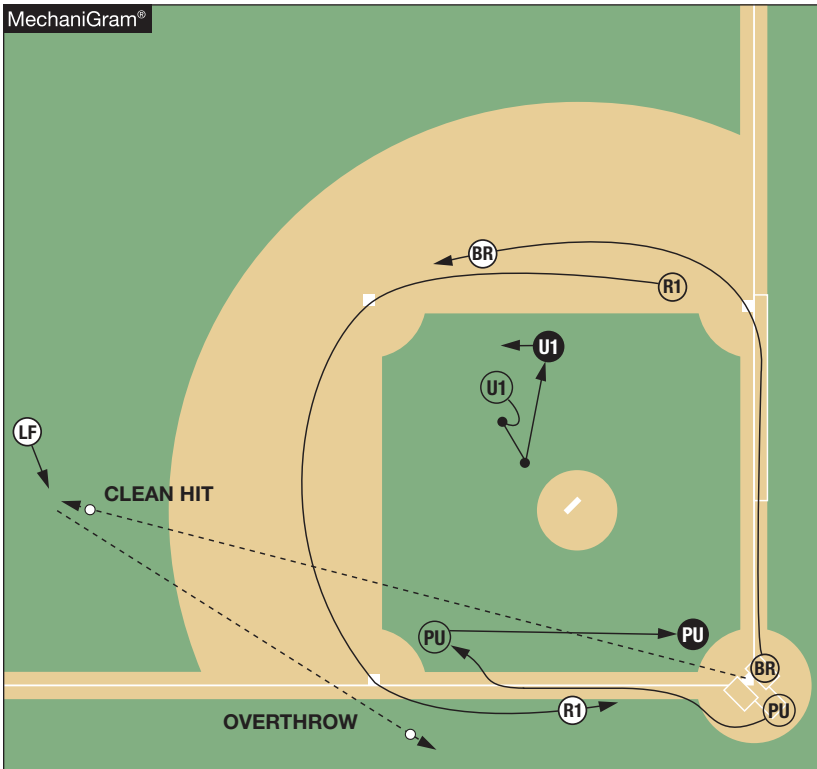 MechaniGram®
BR
R1
U1
U1
LF
CLEAN HIT
PU
PU
BR
R1
PU
OVERTHROW